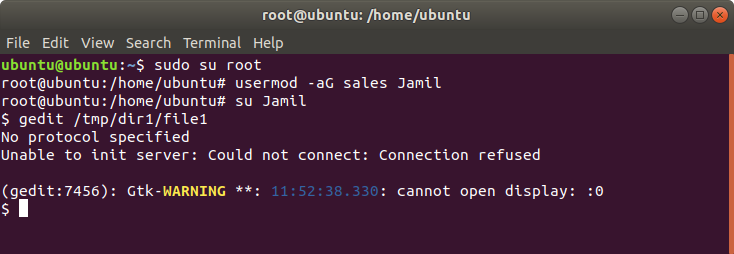 root@ubuntu: /home/ubuntu
File Edit View Search Terminal Help
ubuntu@ubuntu:~$ sudo su root
root@ubuntu:/home/ubuntu# usermod -aG sales Jamil
root@ubuntu:/home/ubuntu# su Jamil
$ gedit /tmp/dir1/file1
No protocol specified
Unable to init server: Could not connect: Connection refused
(gedit:7456): Gtk-WARNING **: 11:52:38.330: cannot open display: :0
$